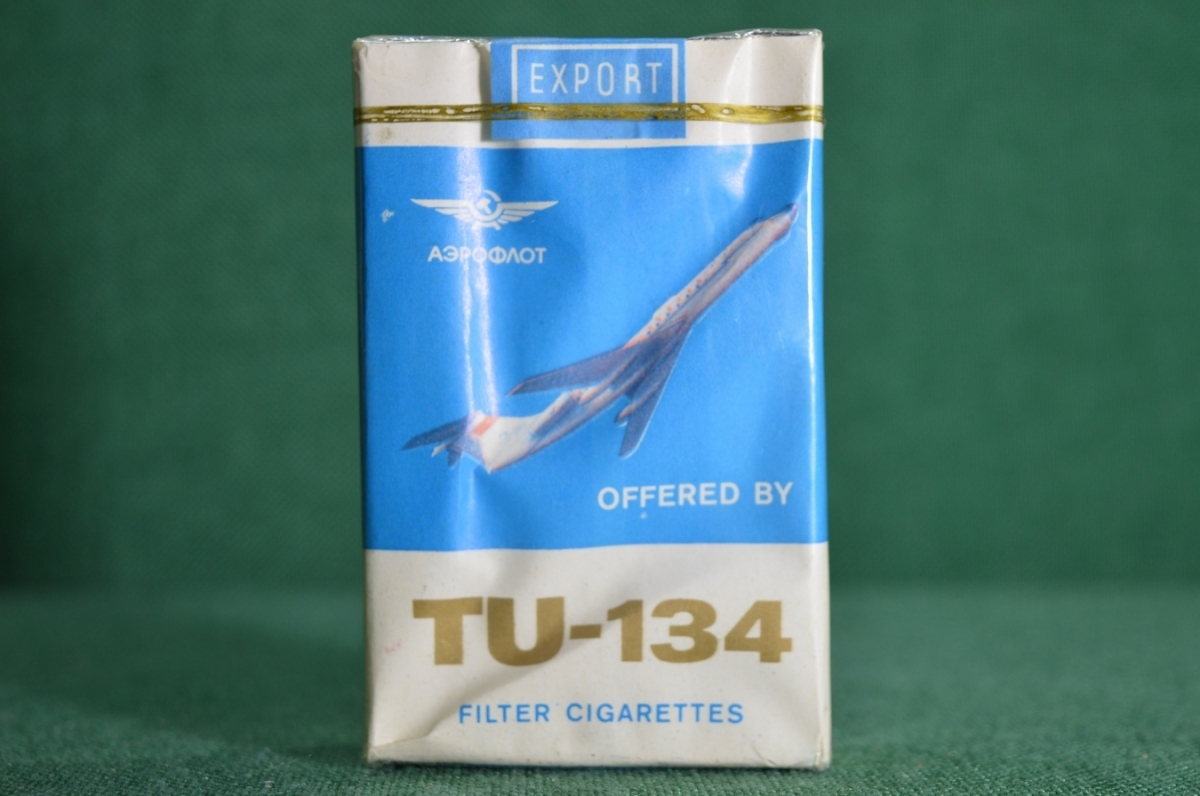 EXPORT
АЭРОФЛОТ
OFFERED BY
TU-134
FILTER CIGARETTES